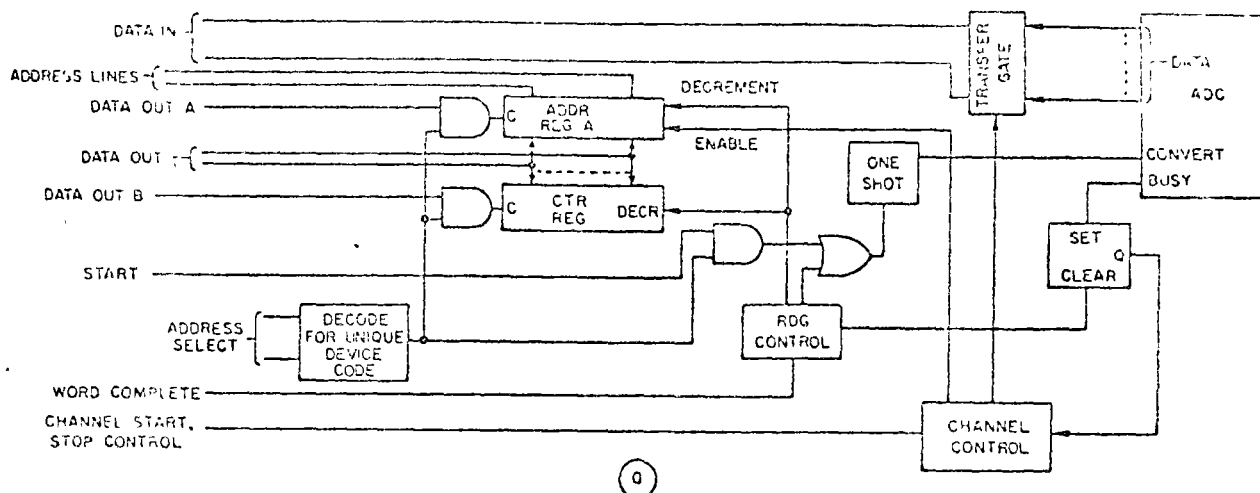 DATA IN
ADDRESS LINES
DATA OUT A
DATA OUT
DATA OUT B
START
ADDRESS
SELECT
WORD COMPLETE
CHANNEL START,
STOP CONTROL
C
ADDR
REG A
DECREMENT
ENABLE
C
CTR
REG
DECR
DECODE
FOR UNIQUE
DEVICE
CODE
ONE
SHOT
RDG
CONTROL
TRANSFER
GATE
DATA
ADC
CONVERT
BUSY
SET
Q
CLEAR
CHANNEL
CONTROL
a